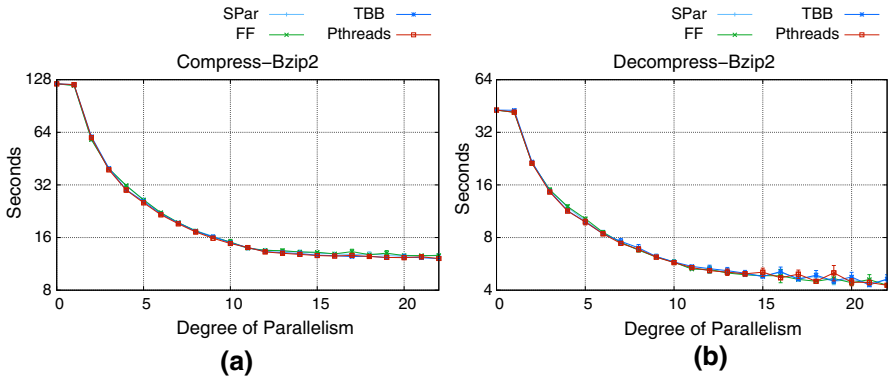 SPar TBB
FF Pthreads
Compress–Bzip2
128
64
32
16
8
Seconds
0 5 10 15 20
Degree of Parallelism
(a)
SPar TBB
FF Pthreads
Decompress–Bzip2
64
32
16
8
4
Seconds
0 5 10 15 20
Degree of Parallelism
(b)